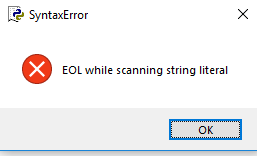 SyntaxError
EOL while scanning string literal
OK